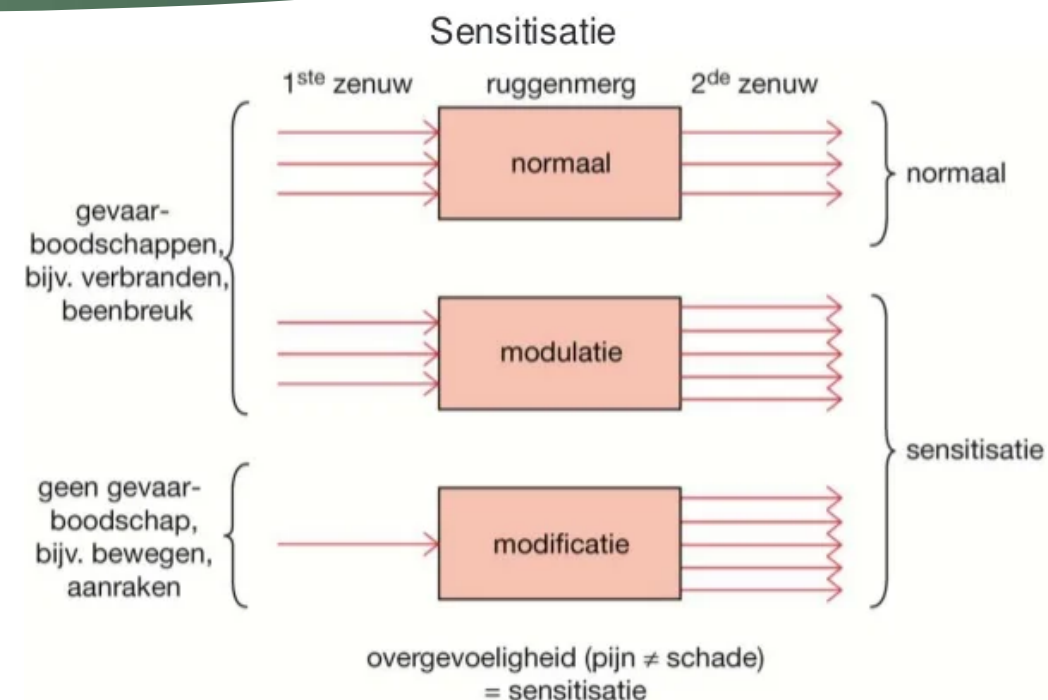 Sensitisatie
1ste zenuw ruggenmerg 2de zenuw
normaal
normaal
gevaar-
boodschappen,
bijv. verbranden,
beenbreuk
modulatie
sensitisatie
geen gevaar-
boodschap,
bijv. bewegen,
aanraken
modificatie
overgevoeligheid (pijn ≠ schade)
= sensitisatie